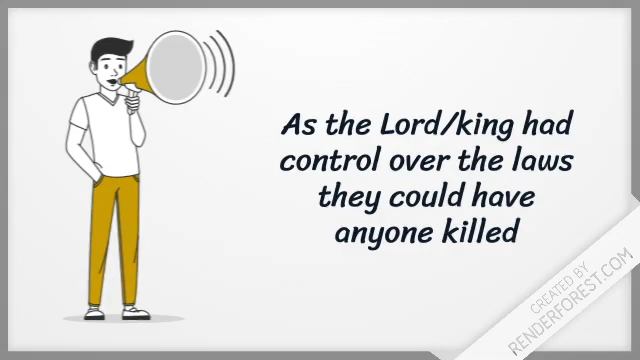 As the Lord/king had
control over the laws
they could have
anyone killed
CREATED BY
RENDERFOREST.COM